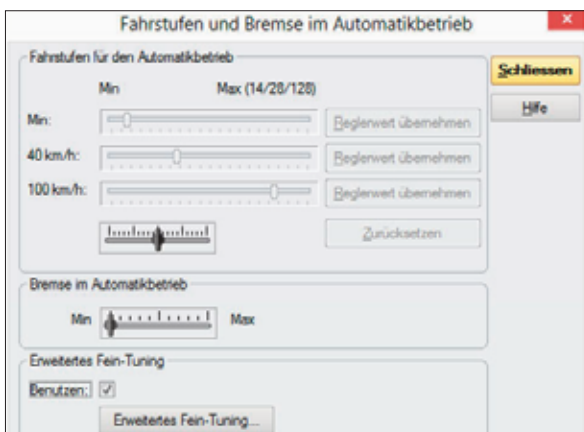 Fahrstufen und Bremse im Automatikbetrieb
Fahrstufen für den Automatikbetrieb
Schliessen
Min Max (14/28/128)
Hilfe
Min: Reglerwert übernehmen
40 km/h: Reglerwert übernehmen
100 km/h: Reglerwert übernehmen
Zurücksetzen
Bremse im Automatikbetrieb
Min Max
Erweitertes Fein-Tuning
Benutzen:
Erweitertes Fein-Tuning...